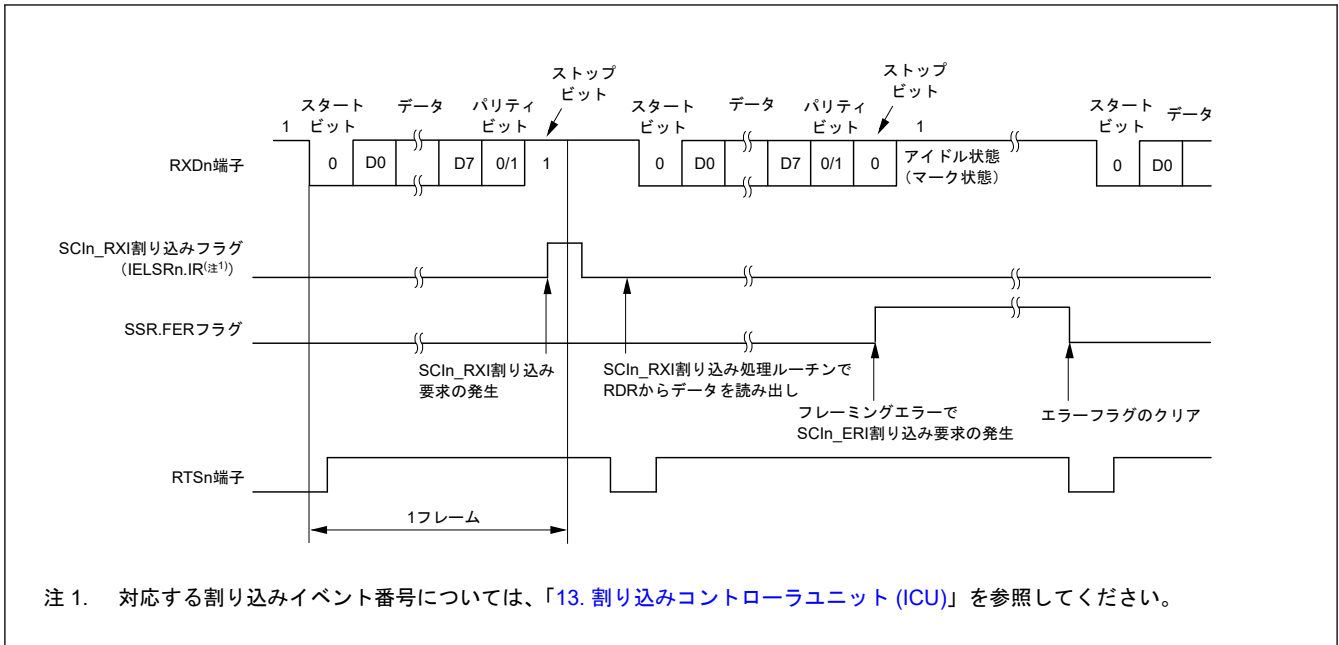 ストップ
ビット
ストップ
ビット
スタート
ビット
データ
パリティ
ビット
スタート
ビット
データ
パリティ
ビット
スタート
ビット
データ
1
1
RXDn端子
0
D0
D7
0/1
1
0
D0
D7
0/1
0
アイドル状態
（マーク状態）
0
D0
SCIn_RXI割り込みフラグ
（IELSRn.IR(注1)）
SSR.FERフラグ
SCIn_RXI割り込み
要求の発生
SCIn_RXI割り込み処理ルーチンで
RDRからデータを読み出し
フレーミングエラーで
SCIn_ERI割り込み要求の発生
エラーフラグのクリア
RTSn端子
1フレーム
注 1. 対応する割り込みイベント番号については、「13. 割り込みコントローラユニット (ICU)」を参照してください。